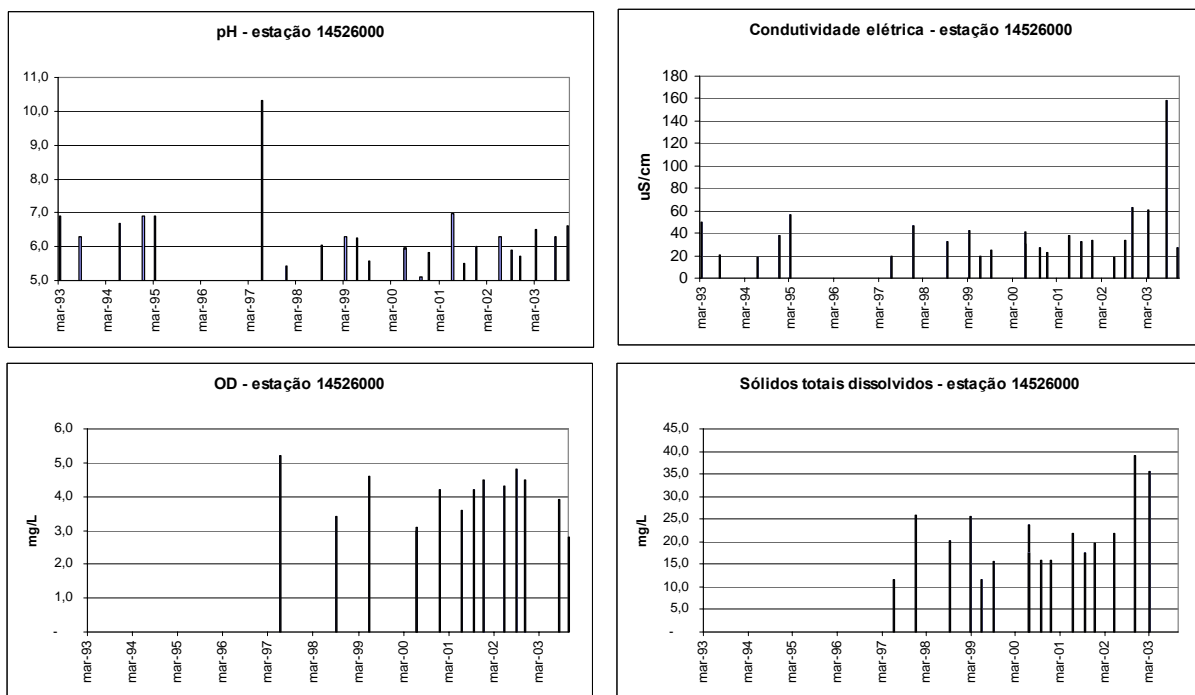 pH - estação 14526000
11,0
10,0
9,0
8,0
7,0
6,0
5,0
mar-93
mar-94
mar-95
mar-96
mar-97
mar-98
mar-99
mar-00
mar-01
mar-02
mar-03
Condutividade elétrica - estação 14526000
uS/cm
180
160
140
120
100
80
60
40
20
0
mar-93
mar-94
mar-95
mar-96
mar-97
mar-98
mar-99
mar-00
mar-01
mar-02
mar-03
OD - estação 14526000
mg/L
6,0
5,0
4,0
3,0
2,0
1,0
-
mar-93
mar-94
mar-95
mar-96
mar-97
mar-98
mar-99
mar-00
mar-01
mar-02
mar-03
Sólidos totais dissolvidos - estação 14526000
mg/L
45,0
40,0
35,0
30,0
25,0
20,0
15,0
10,0
5,0
-
mar-93
mar-94
mar-95
mar-96
mar-97
mar-98
mar-99
mar-00
mar-01
mar-02
mar-03